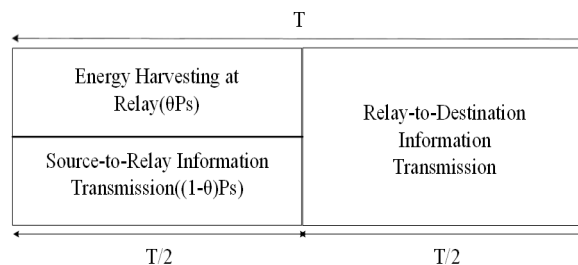 T
Energy Harvesting at
Relay(θPs)
Source-to-Relay Information
Transmission((1-θ)Ps)
Relay-to-Destination
Information
Transmission
T/2
T/2